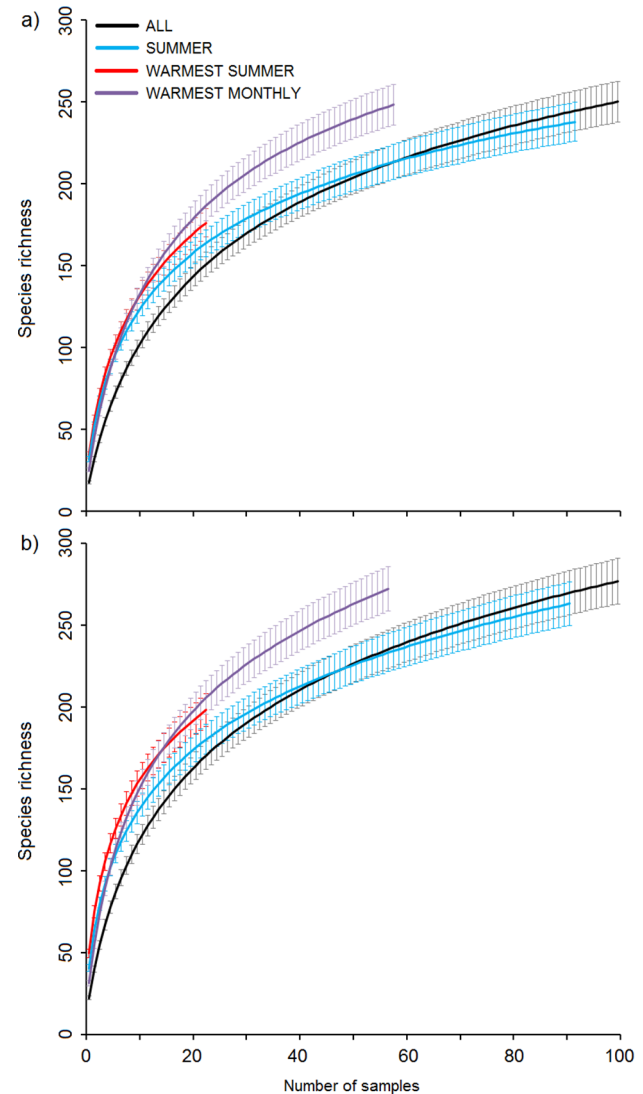 a)
300
250
200
150
100
50
0
Species richness
ALL
SUMMER
WARMEST SUMMER
WARMEST MONTHLY
b)
300
250
200
150
100
50
0
Species richness
0 20 40 60 80 100
Number of samples